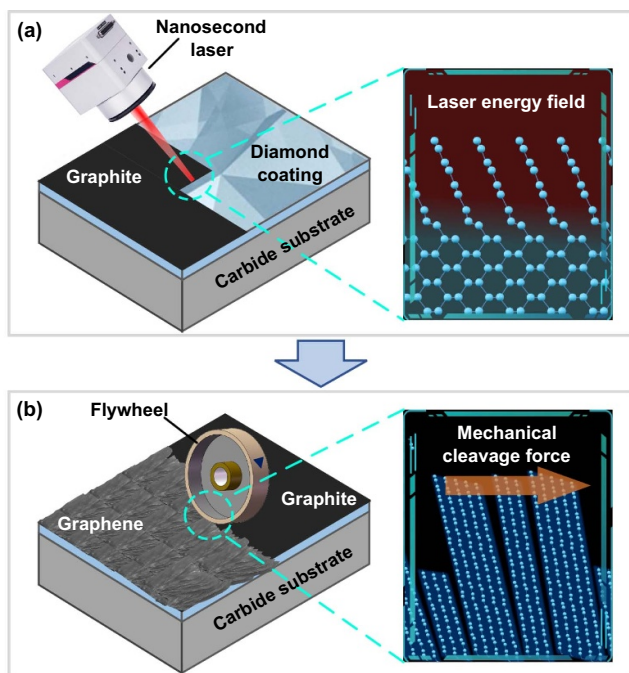 (a)
Nanosecond
laser
Graphite
Diamond
coating
Carbide substrate
Laser energy field
(b)
Flywheel
Graphene
Graphite
Carbide substrate
Mechanical
cleavage force